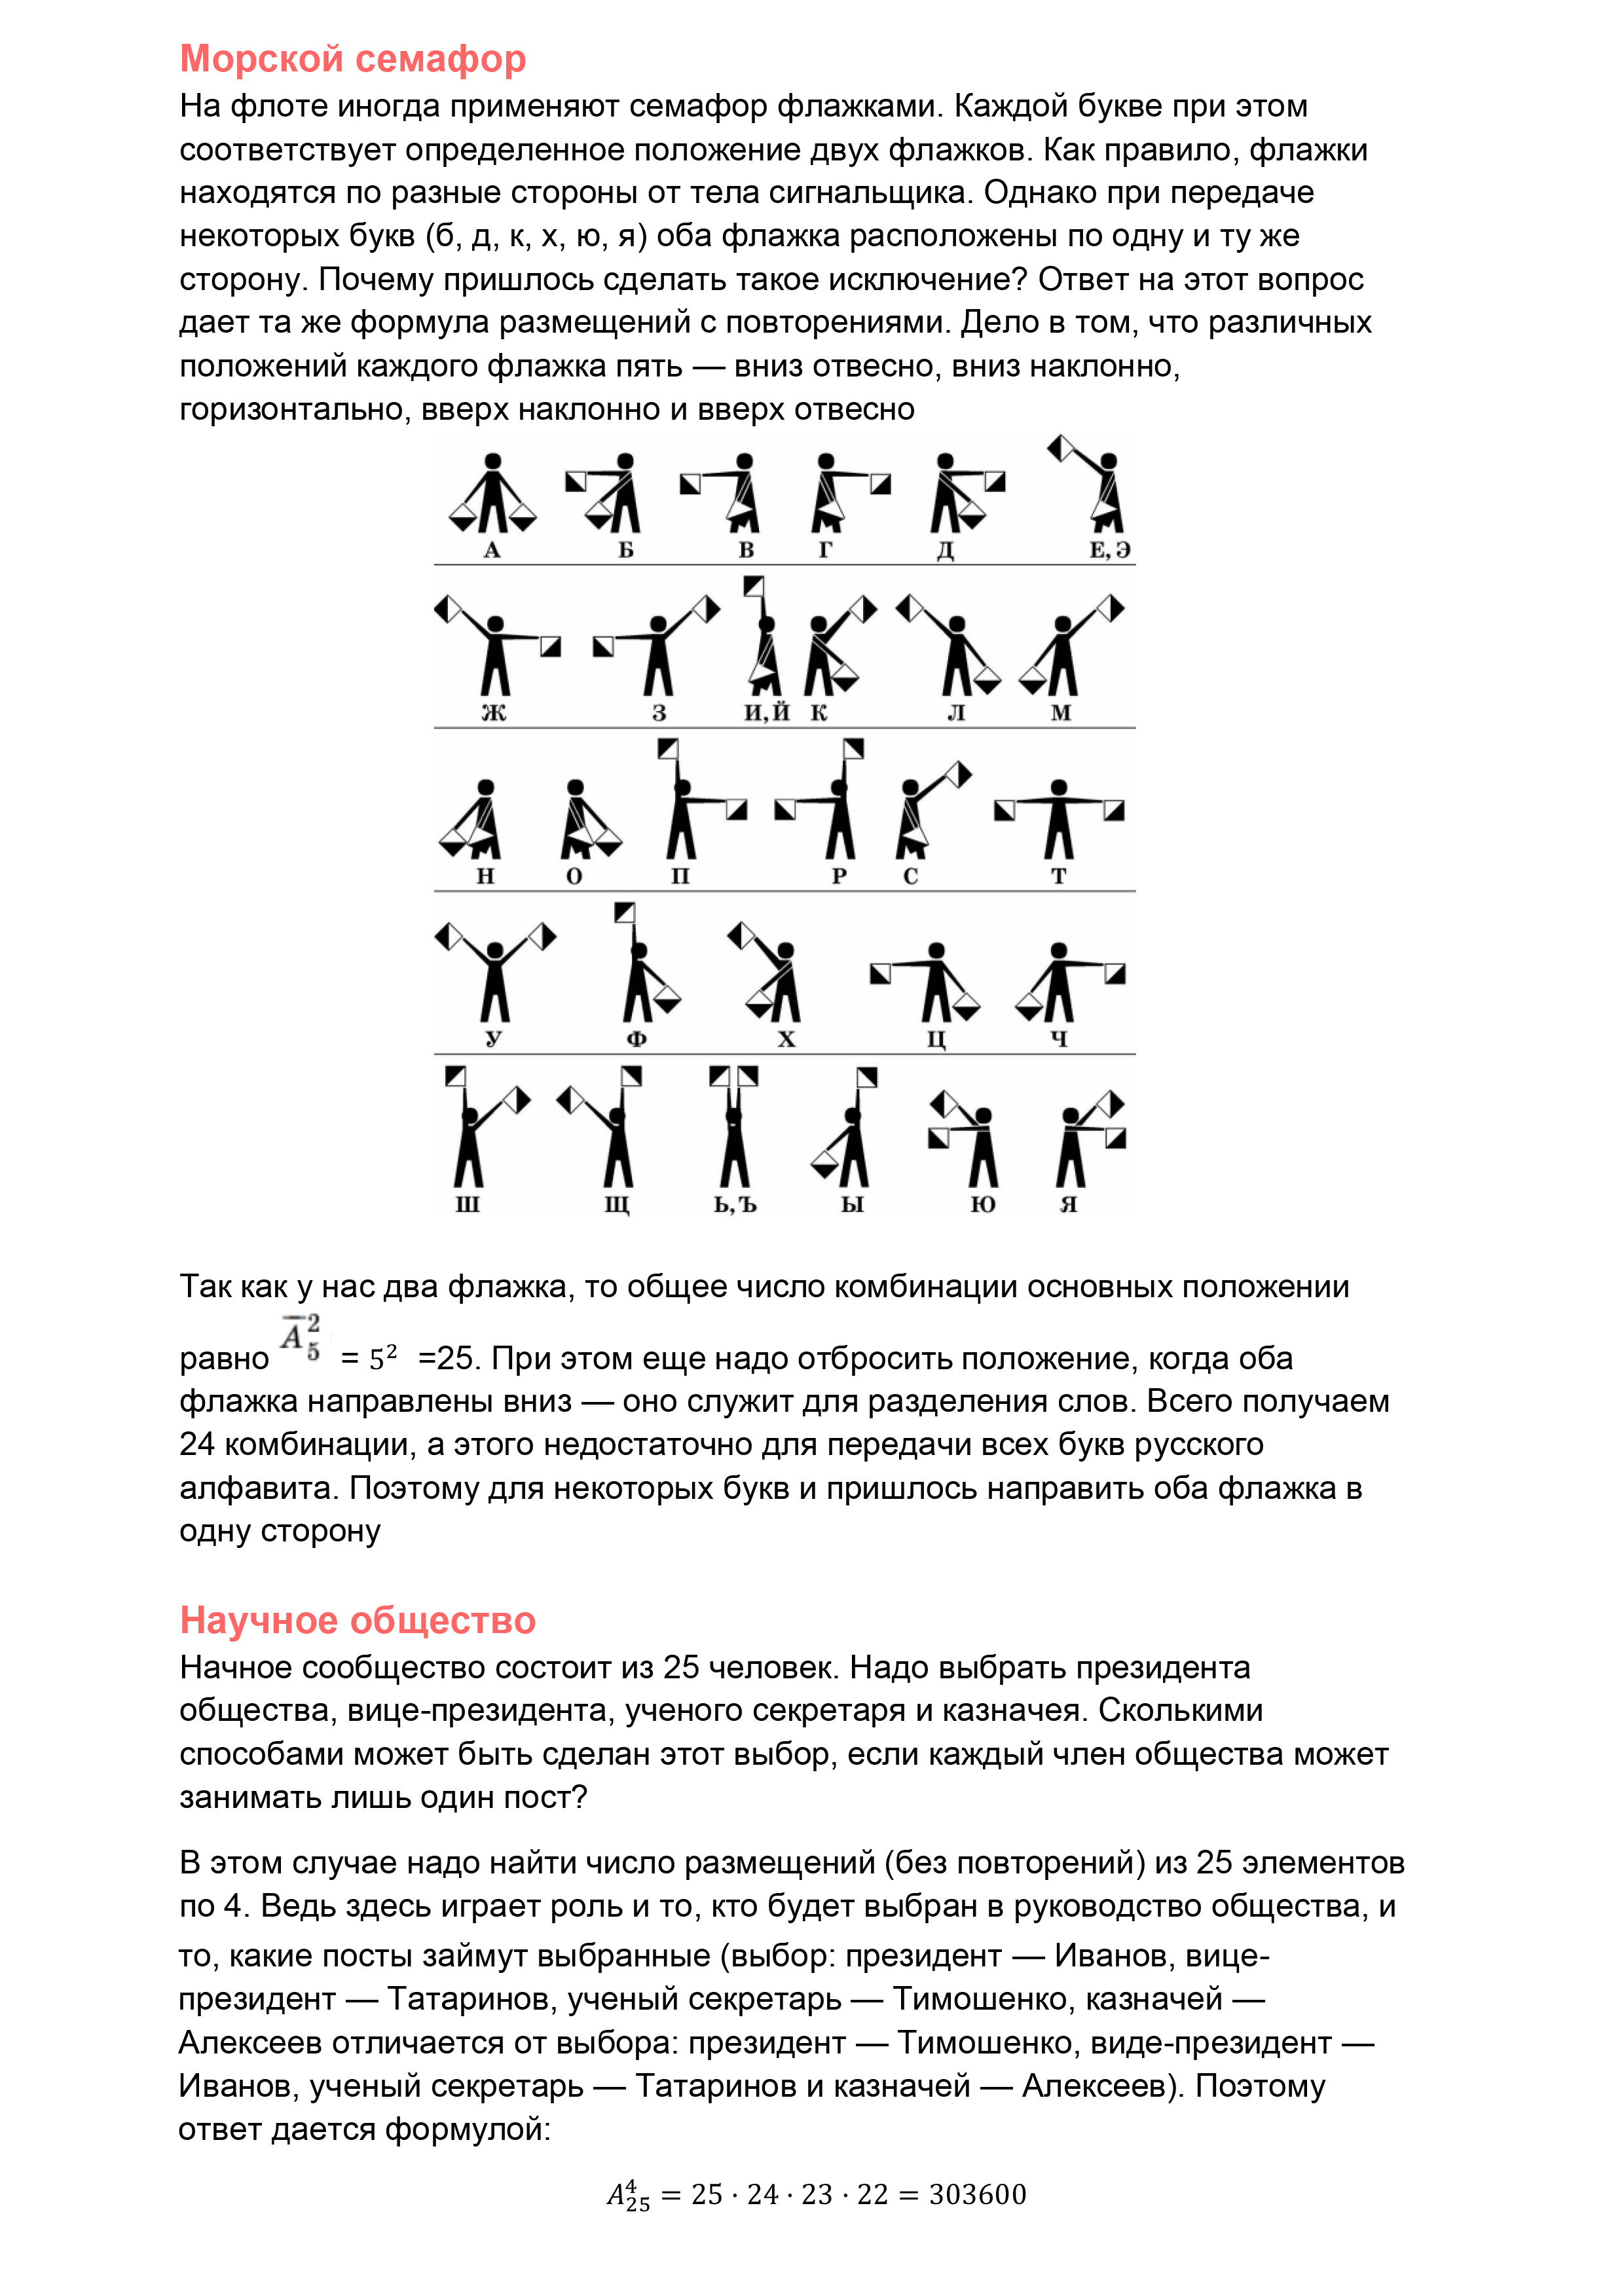 Морской семафор
На флоте иногда применяют семафор флажками. Каждой букве при этом
соответствует определенное положение двух флажков. Как правило, флажки
находятся по разные стороны от тела сигнальщика. Однако при передаче
некоторых букв (б, д, к, х, ю, я) оба флажка расположены по одну и ту же
сторону. Почему пришлось сделать такое исключение? Ответ на этот вопрос
дает та же формула размещений с повторениями. Дело в том, что различных
положений каждого флажка пять — вниз отвесно, вниз наклонно,
горизонтально, вверх наклонно и вверх отвесно
А Б В Г Д Е, Э
Ж З И, Й К Л М
Н О П Р С Т
У Ф Х Ц Ч
Ш Щ Ь, Ъ Ы Ю Я
Так как у нас два флажка, то общее число комбинации основных положении
равно A̅₅² = 5² =25. При этом еще надо отбросить положение, когда оба
флажка направлены вниз — оно служит для разделения слов. Всего получаем
24 комбинации, а этого недостаточно для передачи всех букв русского
алфавита. Поэтому для некоторых букв и пришлось направить оба флажка в
одну сторону
Научное общество
Начное сообщество состоит из 25 человек. Надо выбрать президента
общества, вице-президента, ученого секретаря и казначея. Сколькими
способами может быть сделан этот выбор, если каждый член общества может
занимать лишь один пост?
В этом случае надо найти число размещений (без повторений) из 25 элементов
по 4. Ведь здесь играет роль и то, кто будет выбран в руководство общества, и
то, какие посты займут выбранные (выбор: президент — Иванов, вице-
президент — Татаринов, ученый секретарь — Тимошенко, казначей —
Алексеев отличается от выбора: президент — Тимошенко, виде-президент —
Иванов, ученый секретарь — Татаринов и казначей — Алексеев). Поэтому
ответ дается формулой:
A₂₅⁴ = 25 · 24 · 23 · 22 = 303600